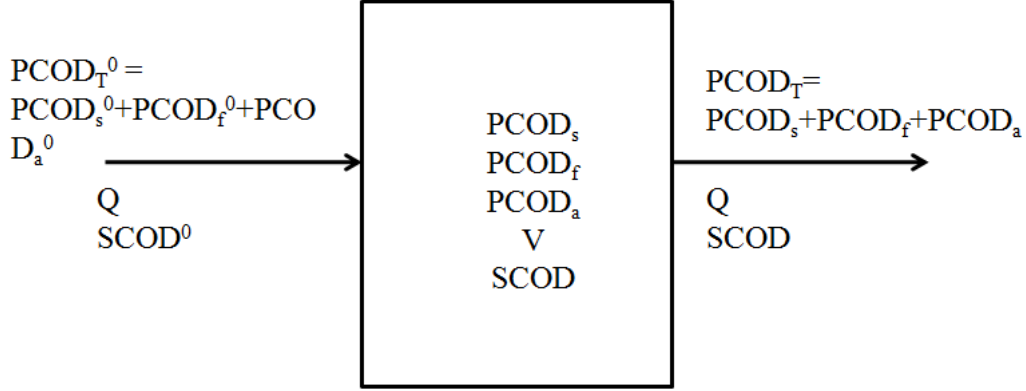 PCOD_T^0 =
PCOD_s^0+PCOD_f^0+PCO
D_a^0
Q
SCOD^0
PCOD_s
PCOD_f
PCOD_a
V
SCOD
PCOD_T=
PCOD_s+PCOD_f+PCOD_a
Q
SCOD